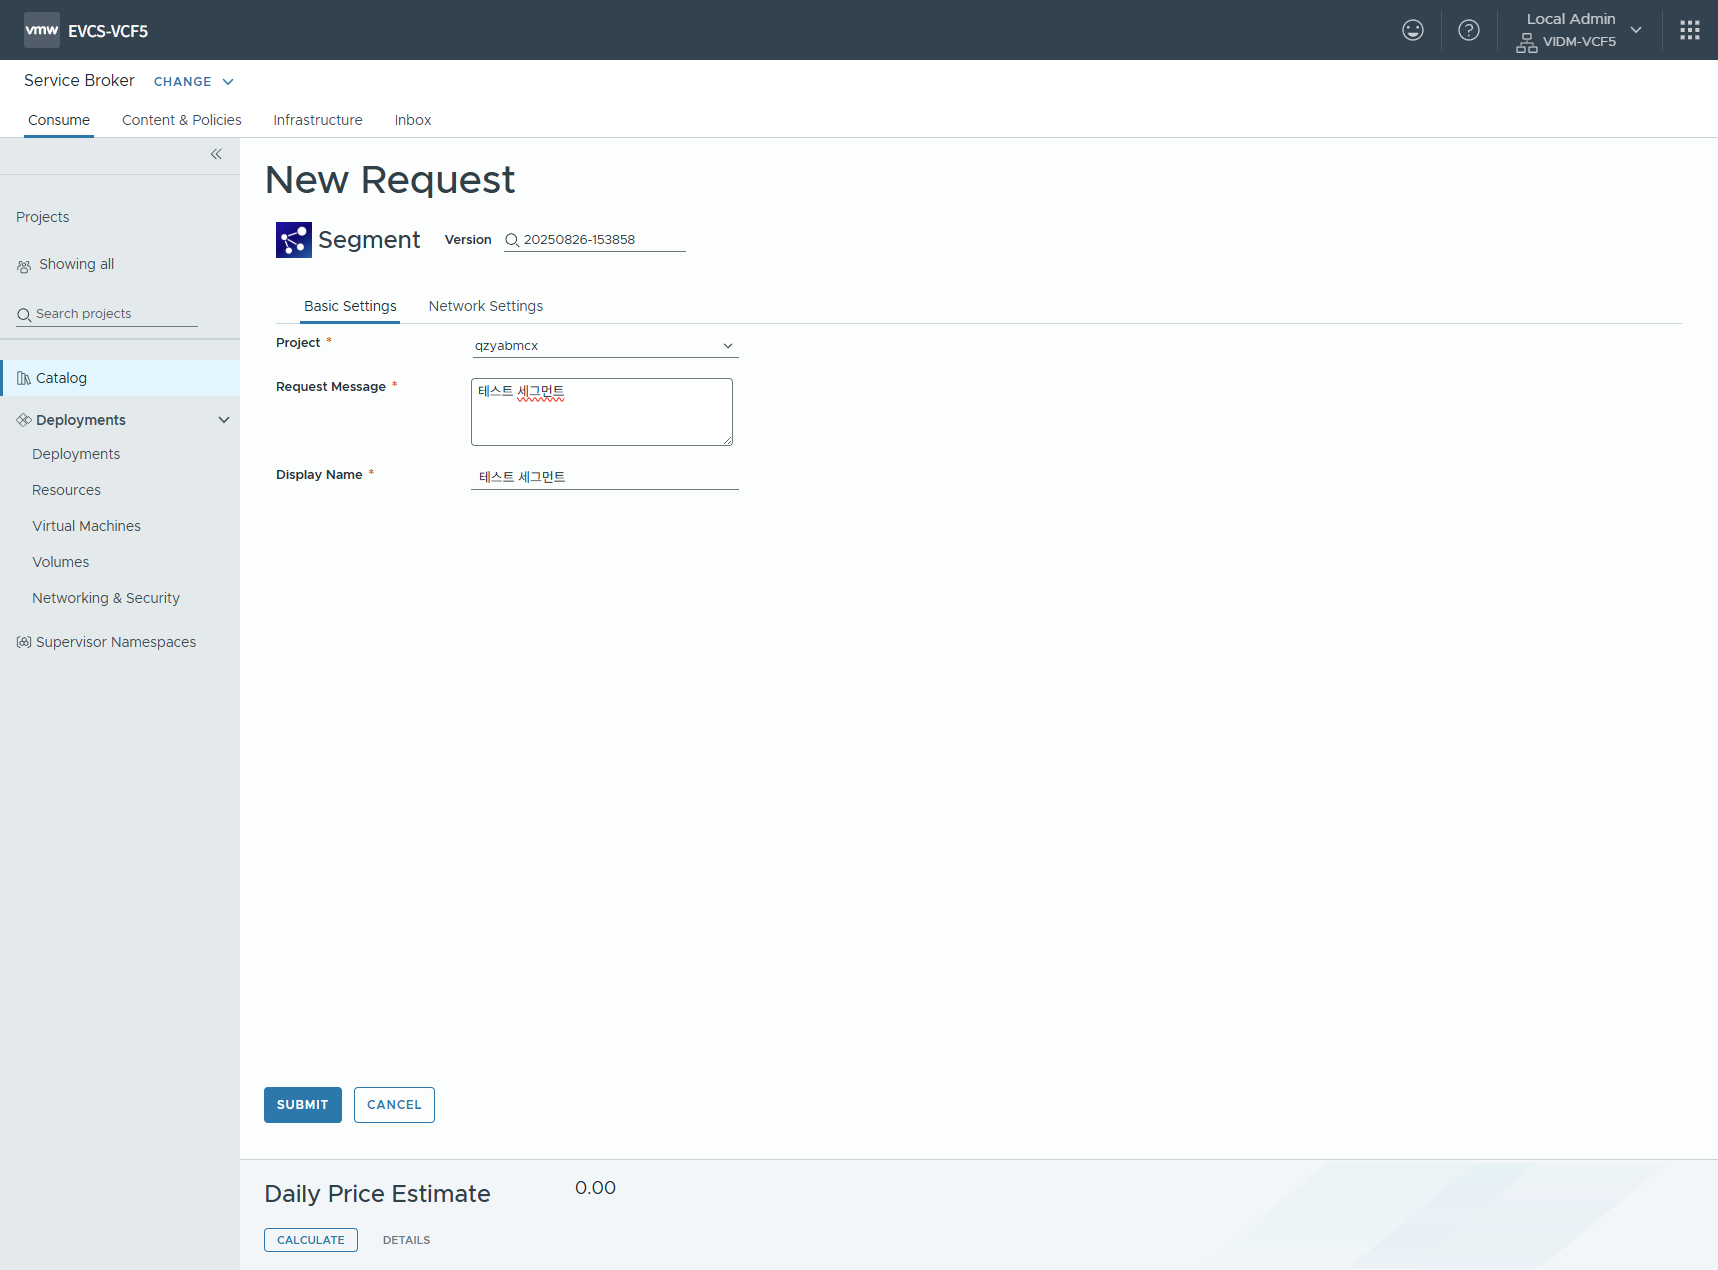 vmw EVCS-VCF5
Local Admin
VIDM-VCF5
Service Broker CHANGE
Consume Content & Policies Infrastructure Inbox
Projects
Showing all
Search projects
Catalog
Deployments
Deployments
Resources
Virtual Machines
Volumes
Networking & Security
Supervisor Namespaces
New Request
Segment Version 20250826-153858
Basic Settings Network Settings
Project * qzyabmcx
Request Message * 테스트 세그먼트
Display Name * 테스트 세그먼트
SUBMIT CANCEL
Daily Price Estimate 0.00
CALCULATE DETAILS